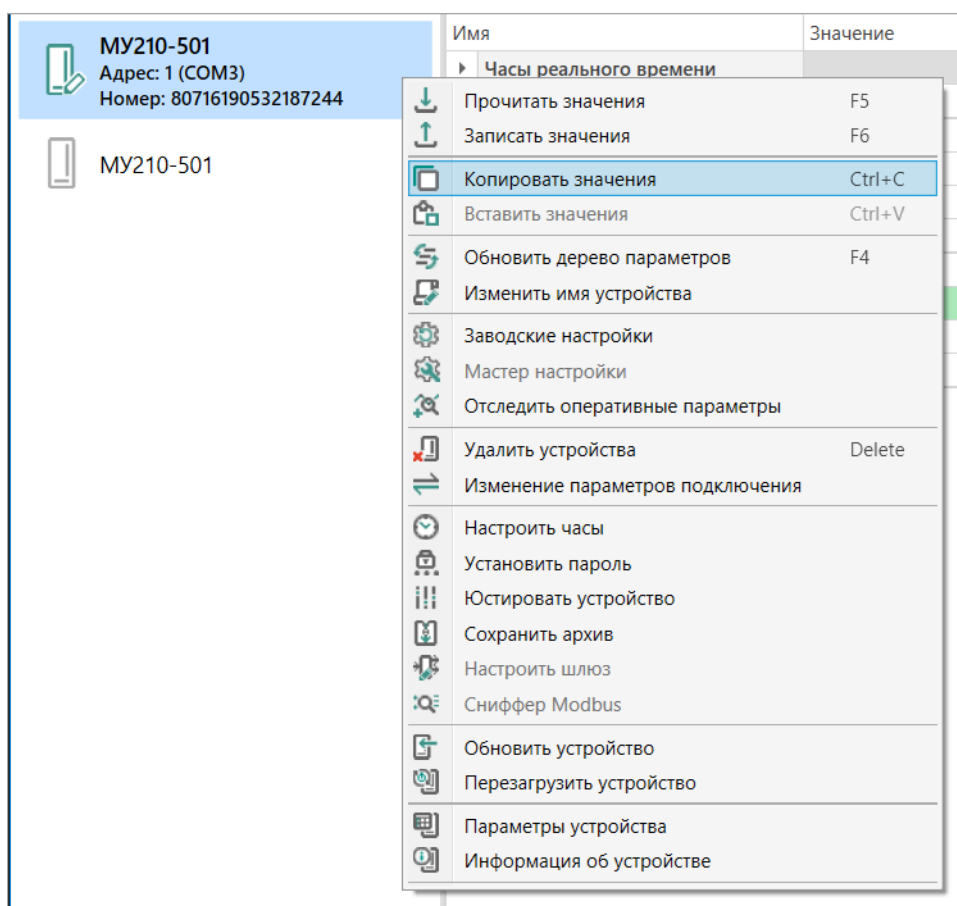 МУ210-501
Адрес: 1 (COM3)
Номер: 80716190532187244
МУ210-501
Имя Значение
Часы реального времени
Прочитать значения F5
Записать значения F6
Копировать значения Ctrl+C
Вставить значения Ctrl+V
Обновить дерево параметров F4
Изменить имя устройства
Заводские настройки
Мастер настройки
Отследить оперативные параметры
Удалить устройства Delete
Изменение параметров подключения
Настроить часы
Установить пароль
Юстировать устройство
Сохранить архив
Настроить шлюз
Сниффер Modbus
Обновить устройство
Перезагрузить устройство
Параметры устройства
Информация об устройстве